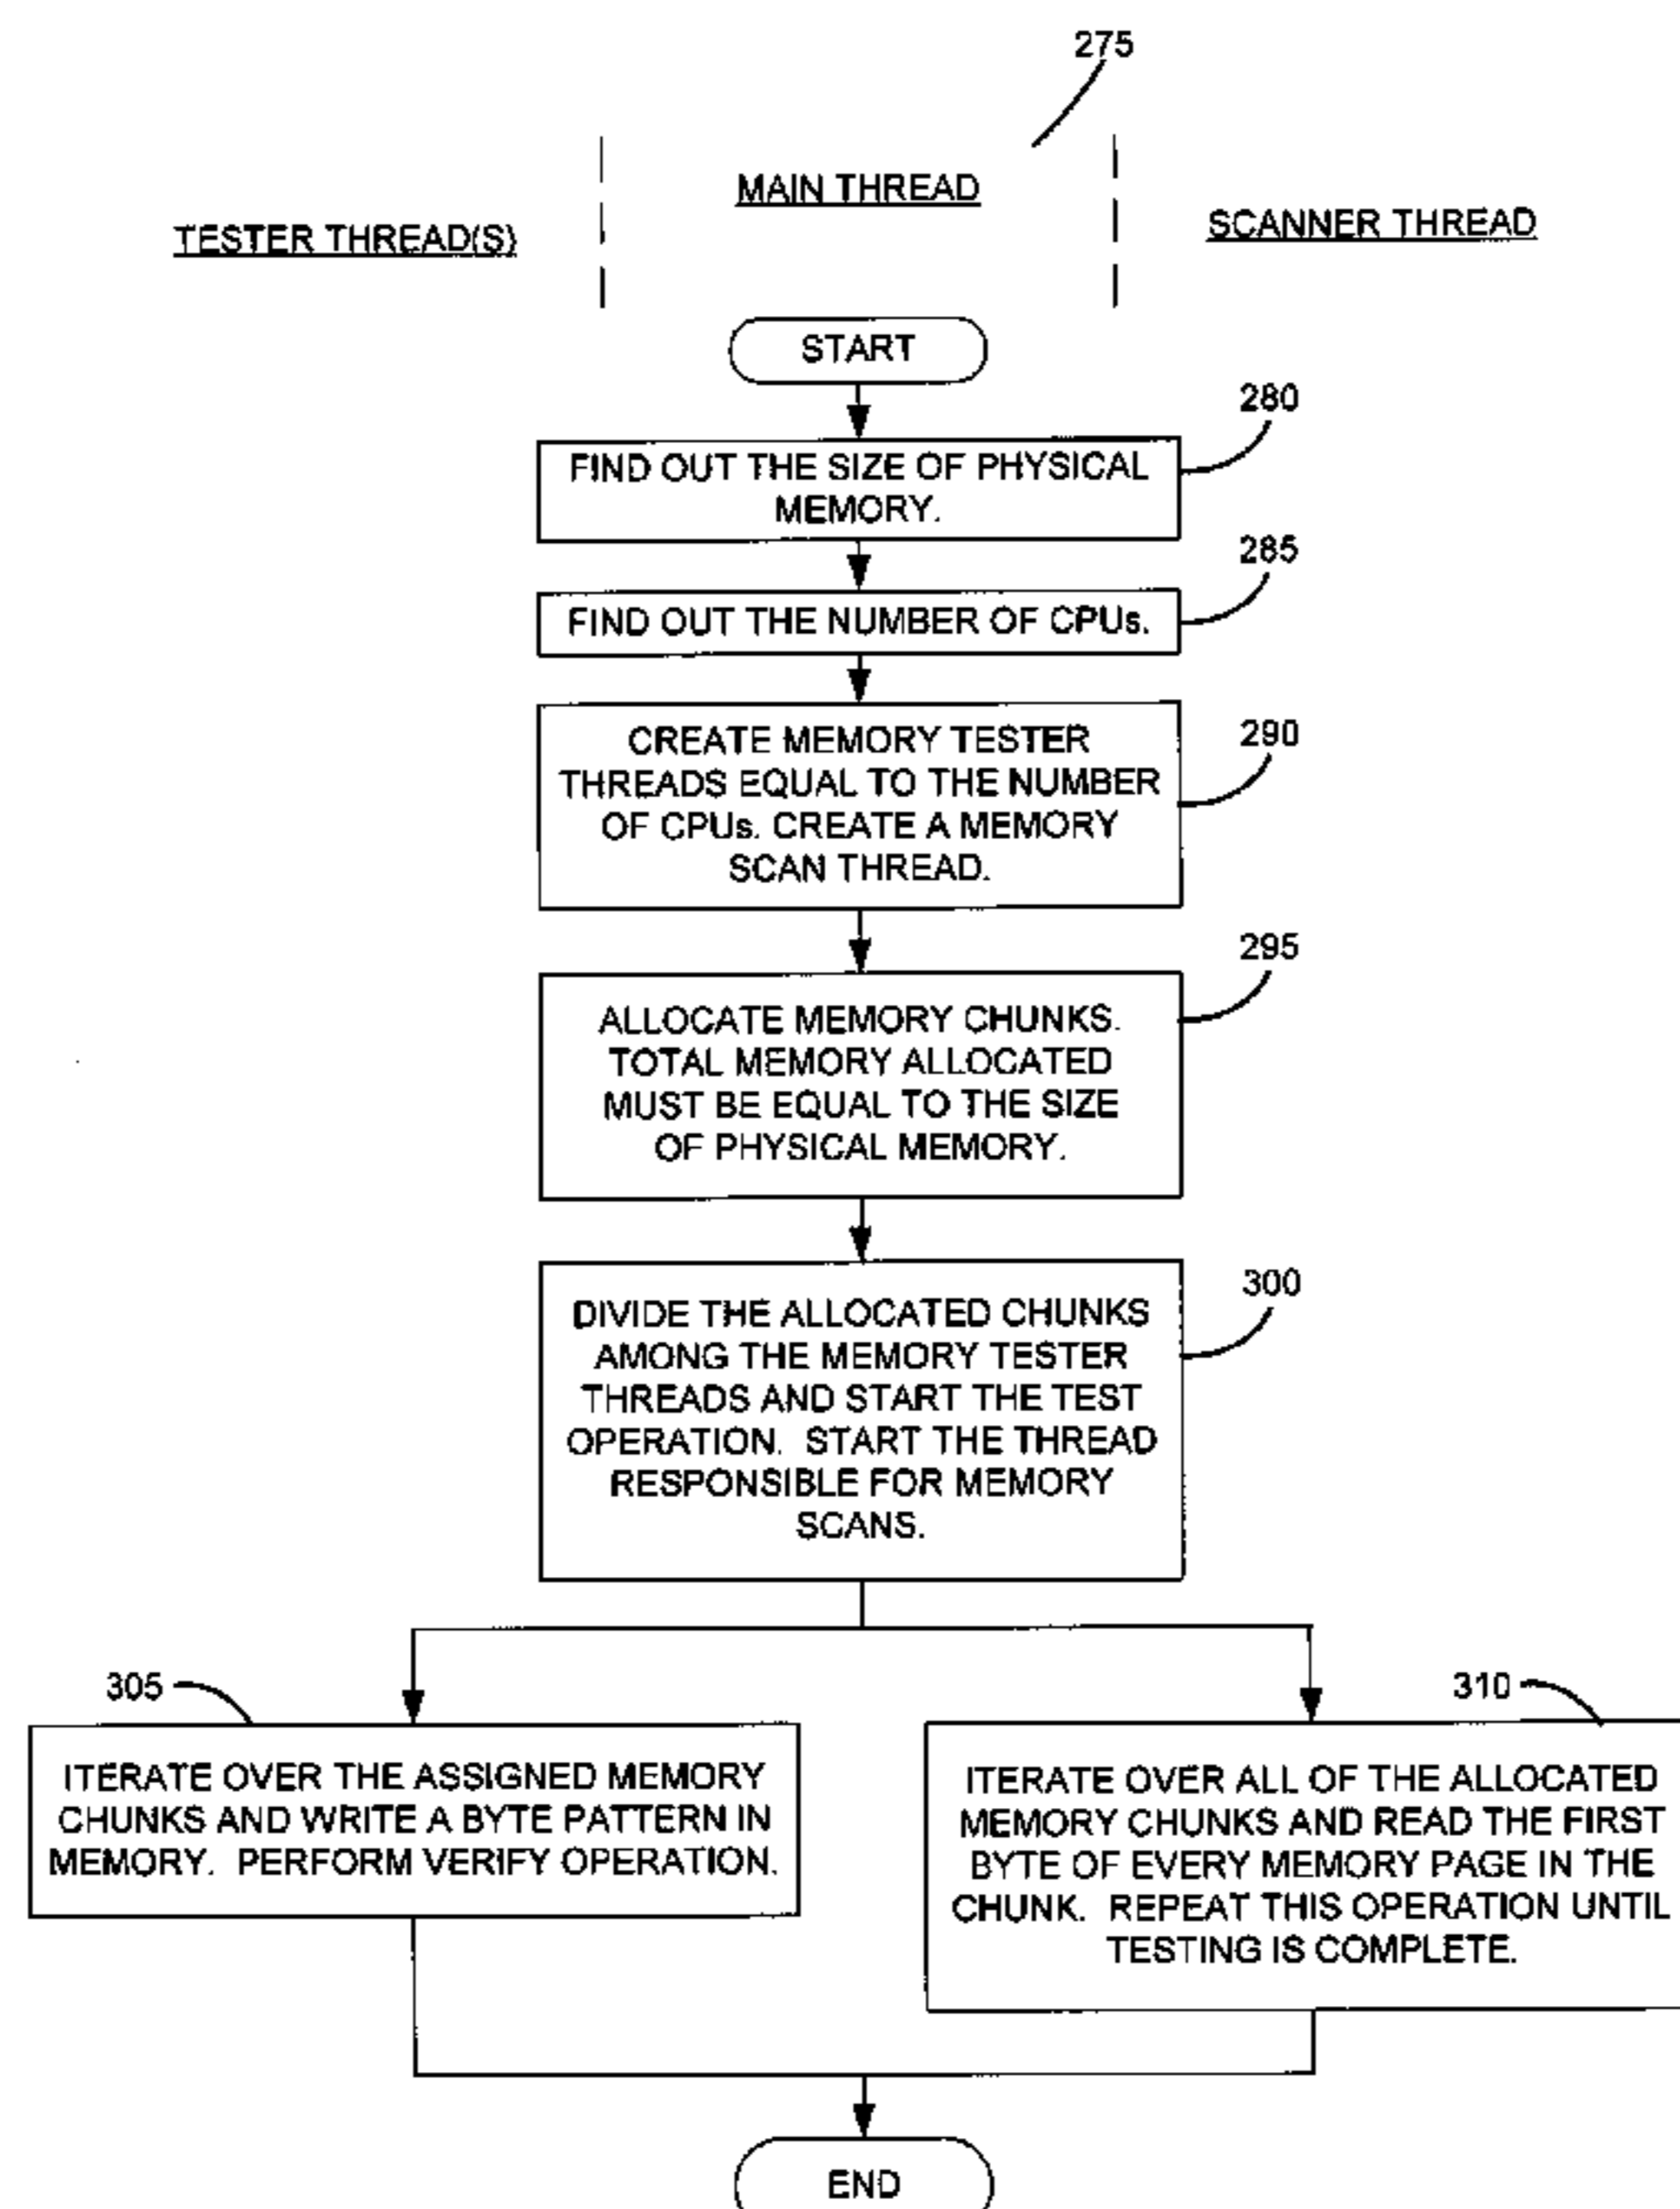 275
MAIN THREAD
TESTER THREAD(S)
SCANNER THREAD
START
280
FIND OUT THE SIZE OF PHYSICAL
MEMORY.
285
FIND OUT THE NUMBER OF CPUs.
290
CREATE MEMORY TESTER
THREADS EQUAL TO THE NUMBER
OF CPUs. CREATE A MEMORY
SCAN THREAD.
295
ALLOCATE MEMORY CHUNKS.
TOTAL MEMORY ALLOCATED
MUST BE EQUAL TO THE SIZE
OF PHYSICAL MEMORY.
300
DIVIDE THE ALLOCATED CHUNKS
AMONG THE MEMORY TESTER
THREADS AND START THE TEST
OPERATION. START THE THREAD
RESPONSIBLE FOR MEMORY
SCANS.
305
ITERATE OVER THE ASSIGNED MEMORY
CHUNKS AND WRITE A BYTE PATTERN IN
MEMORY. PERFORM VERIFY OPERATION.
310
ITERATE OVER ALL OF THE ALLOCATED
MEMORY CHUNKS AND READ THE FIRST
BYTE OF EVERY MEMORY PAGE IN THE
CHUNK. REPEAT THIS OPERATION UNTIL
TESTING IS COMPLETE.
END